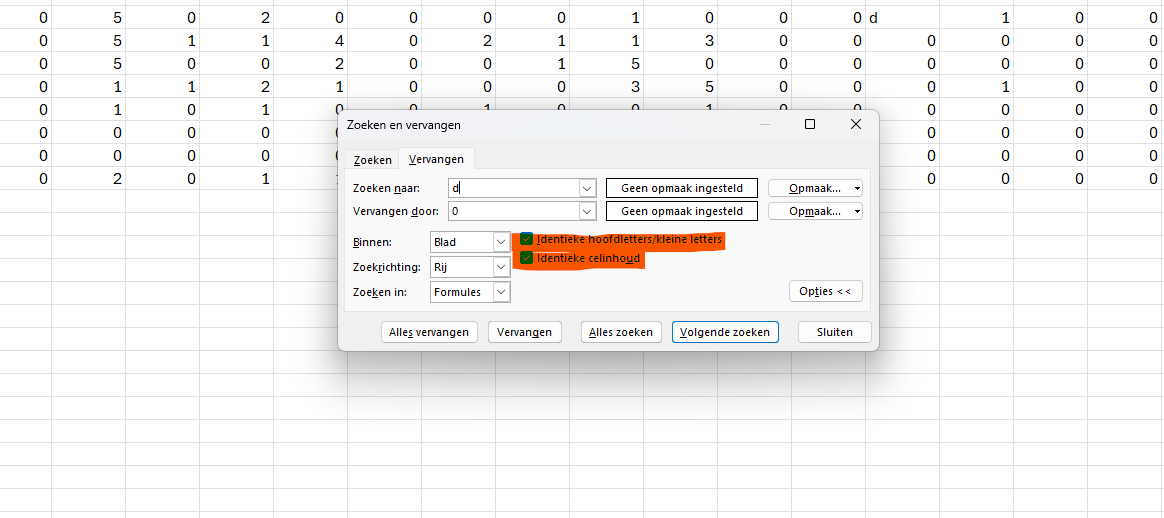 0 5 0 2 0 0 0 0 1 0 0 0 d 1 0 0
0 5 1 1 4 0 2 1 1 3 0 0 0 0 0 0
0 5 0 0 2 0 0 1 5 0 0 0 0 0 0 0
0 1 1 2 1 0 0 0 3 5 0 0 0 1 0 0
0 1 0 1 0 0 0 0
0 0 0 0 0 0 0 0
0 0 0 0 0 0 0 0
0 2 0 1 0 0 0 0
Zoeken en vervangen
Zoeken Vervangen
Zoeken naar: d Geen opmaak ingesteld Opmaak...
Vervangen door: 0 Geen opmaak ingesteld Opmaak...
Binnen: Blad Identieke hoofdletters/kleine letters
Identieke celinhoud
Zoekrichting: Rij
Zoeken in: Formules Opties <<
Alles vervangen Vervangen Alles zoeken Volgende zoeken Sluiten